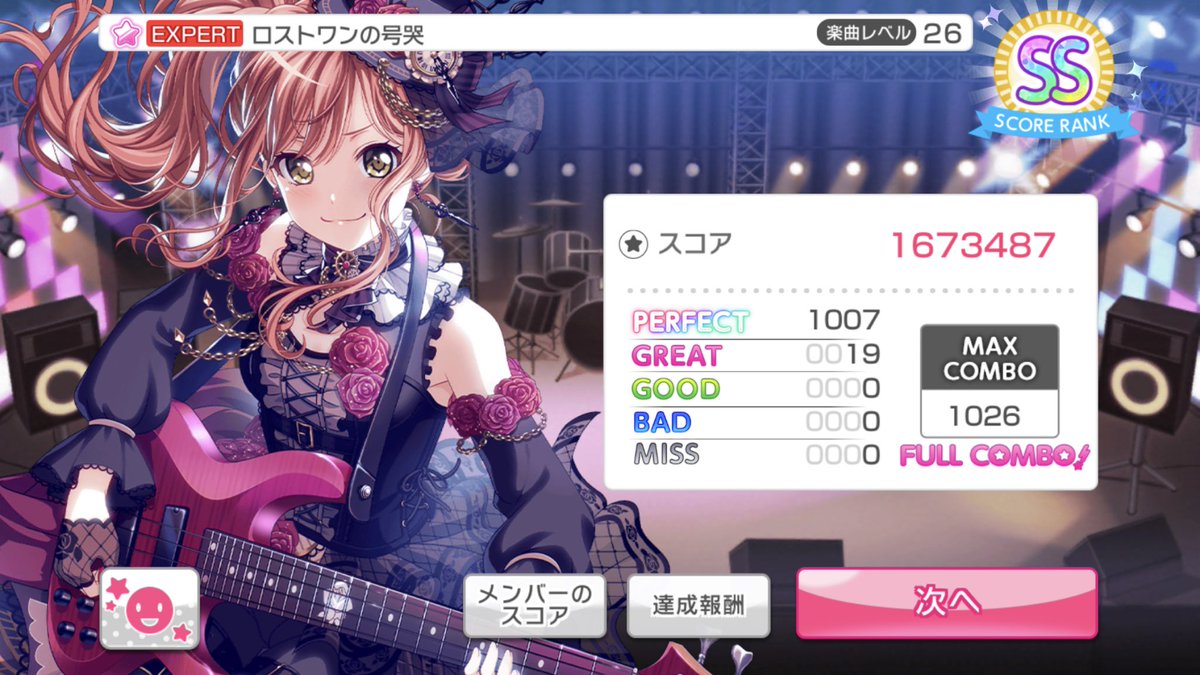 EXPERT ロストワンの号哭
楽曲レベル 26
SS
SCORE RANK
スコア 1673487
PERFECT 1007
GREAT 0019
GOOD 0000
BAD 0000
MISS 0000
MAX
COMBO
1026
FULL COMBO!
メンバーの
スコア
達成報酬
次へ